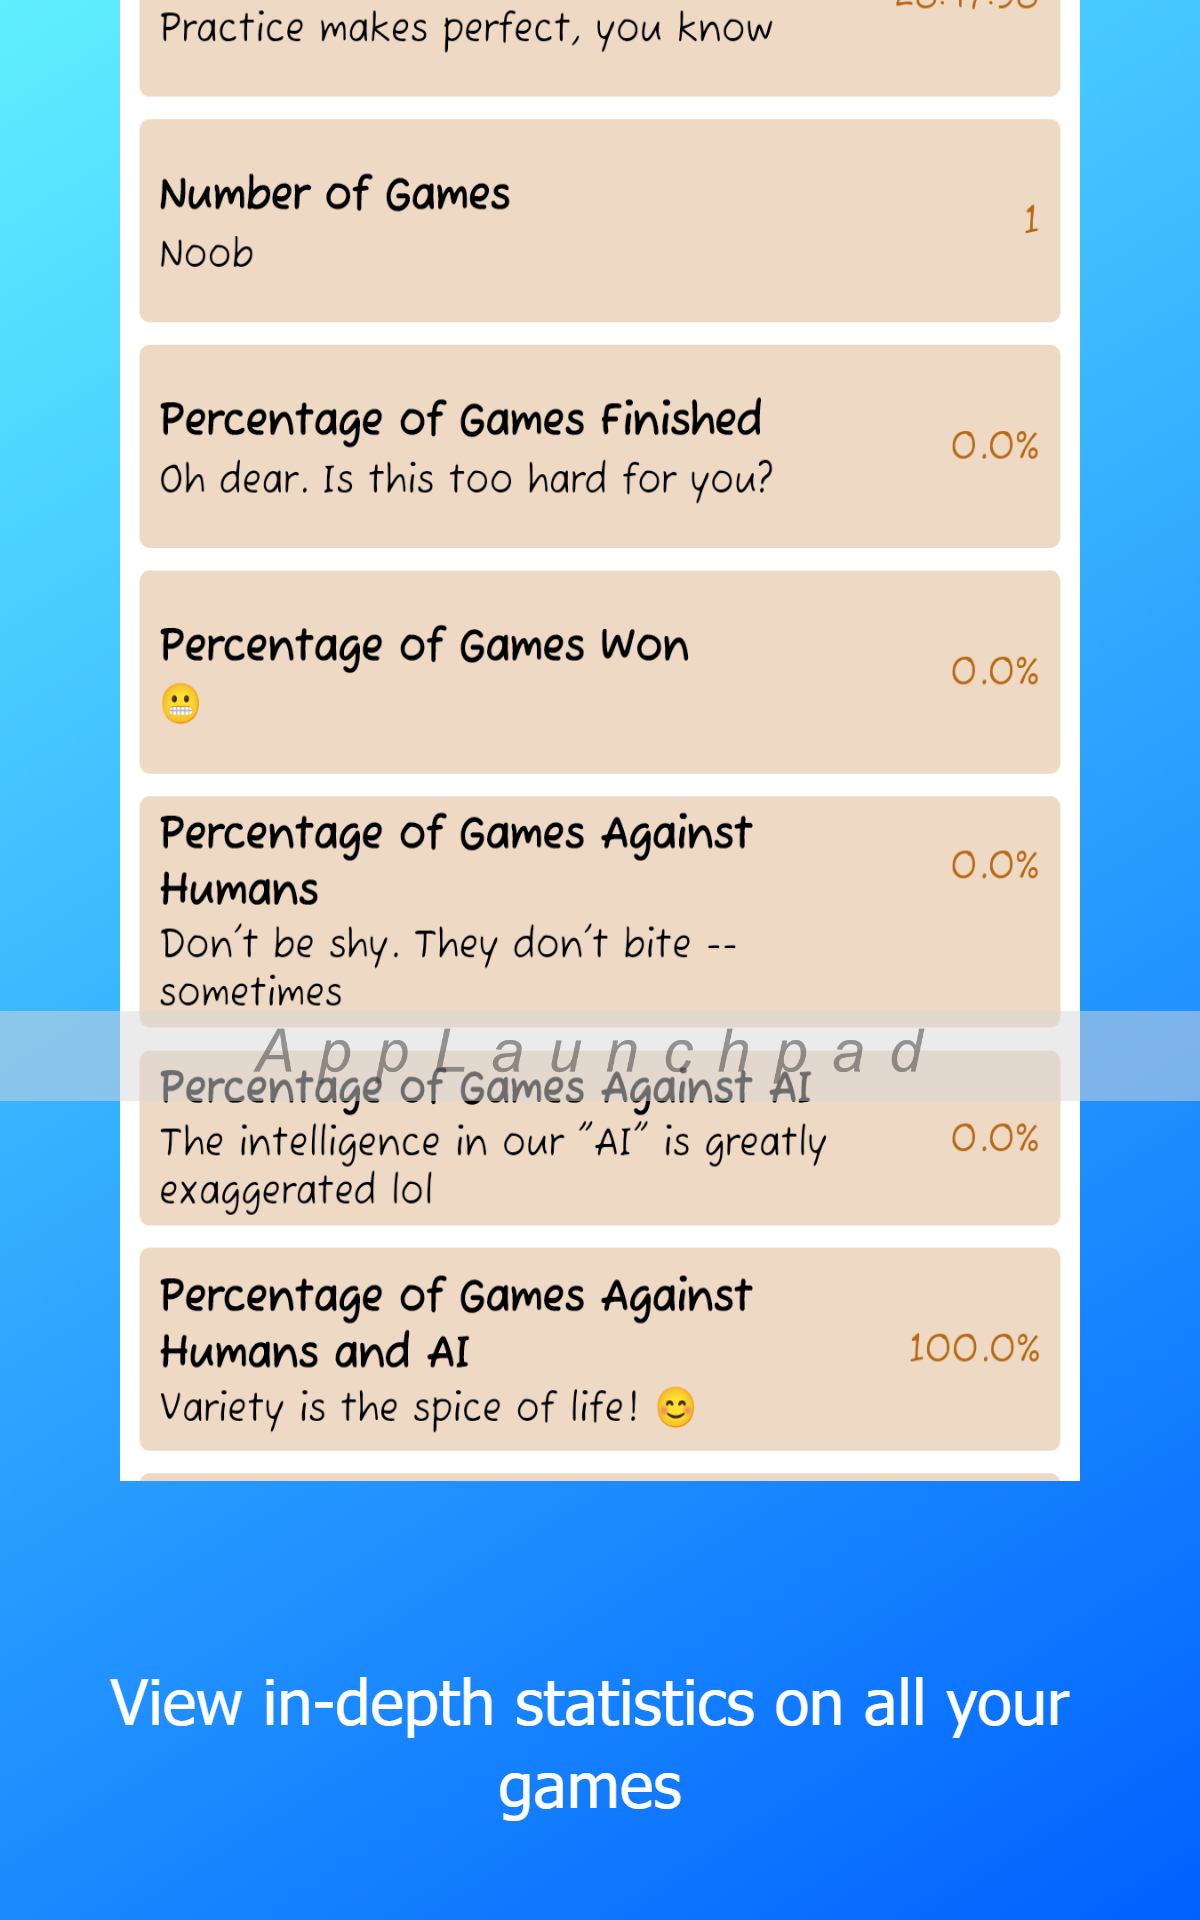 Practice makes perfect, you know
Number of Games
Noob
1
Percentage of Games Finished
Oh dear. Is this too hard for you?
0.0%
Percentage of Games Won
😬
0.0%
Percentage of Games Against
Humans
0.0%
Don't be shy. They don't bite --
sometimes
AppLaunchpad
Percentage of Games Against AI
The intelligence in our "AI" is greatly
exaggerated lol
0.0%
Percentage of Games Against
Humans and AI
100.0%
Variety is the spice of life! 😊
View in-depth statistics on all your
games